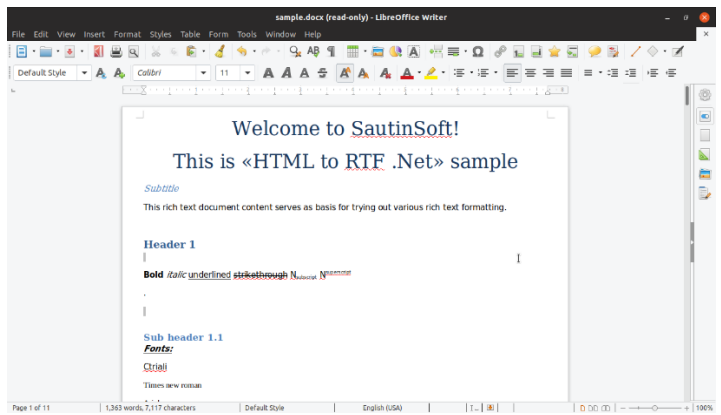 sample.docx (read-only) - LibreOffice Writer
File Edit View Insert Format Styles Table Form Tools Window Help
Default Style Calibri 11
Welcome to SautinSoft!
This is «HTML to RTF .Net» sample
Subtitle
This rich text document content serves as basis for trying out various rich text formatting.
Header 1
Bold italic underlined strikethrough Nsubscript Nsuperscript
.
Sub header 1.1
Fonts:
Ctriali
Times new roman
Page 1 of 11 1,363 words, 7,117 characters Default Style English (USA) 100%